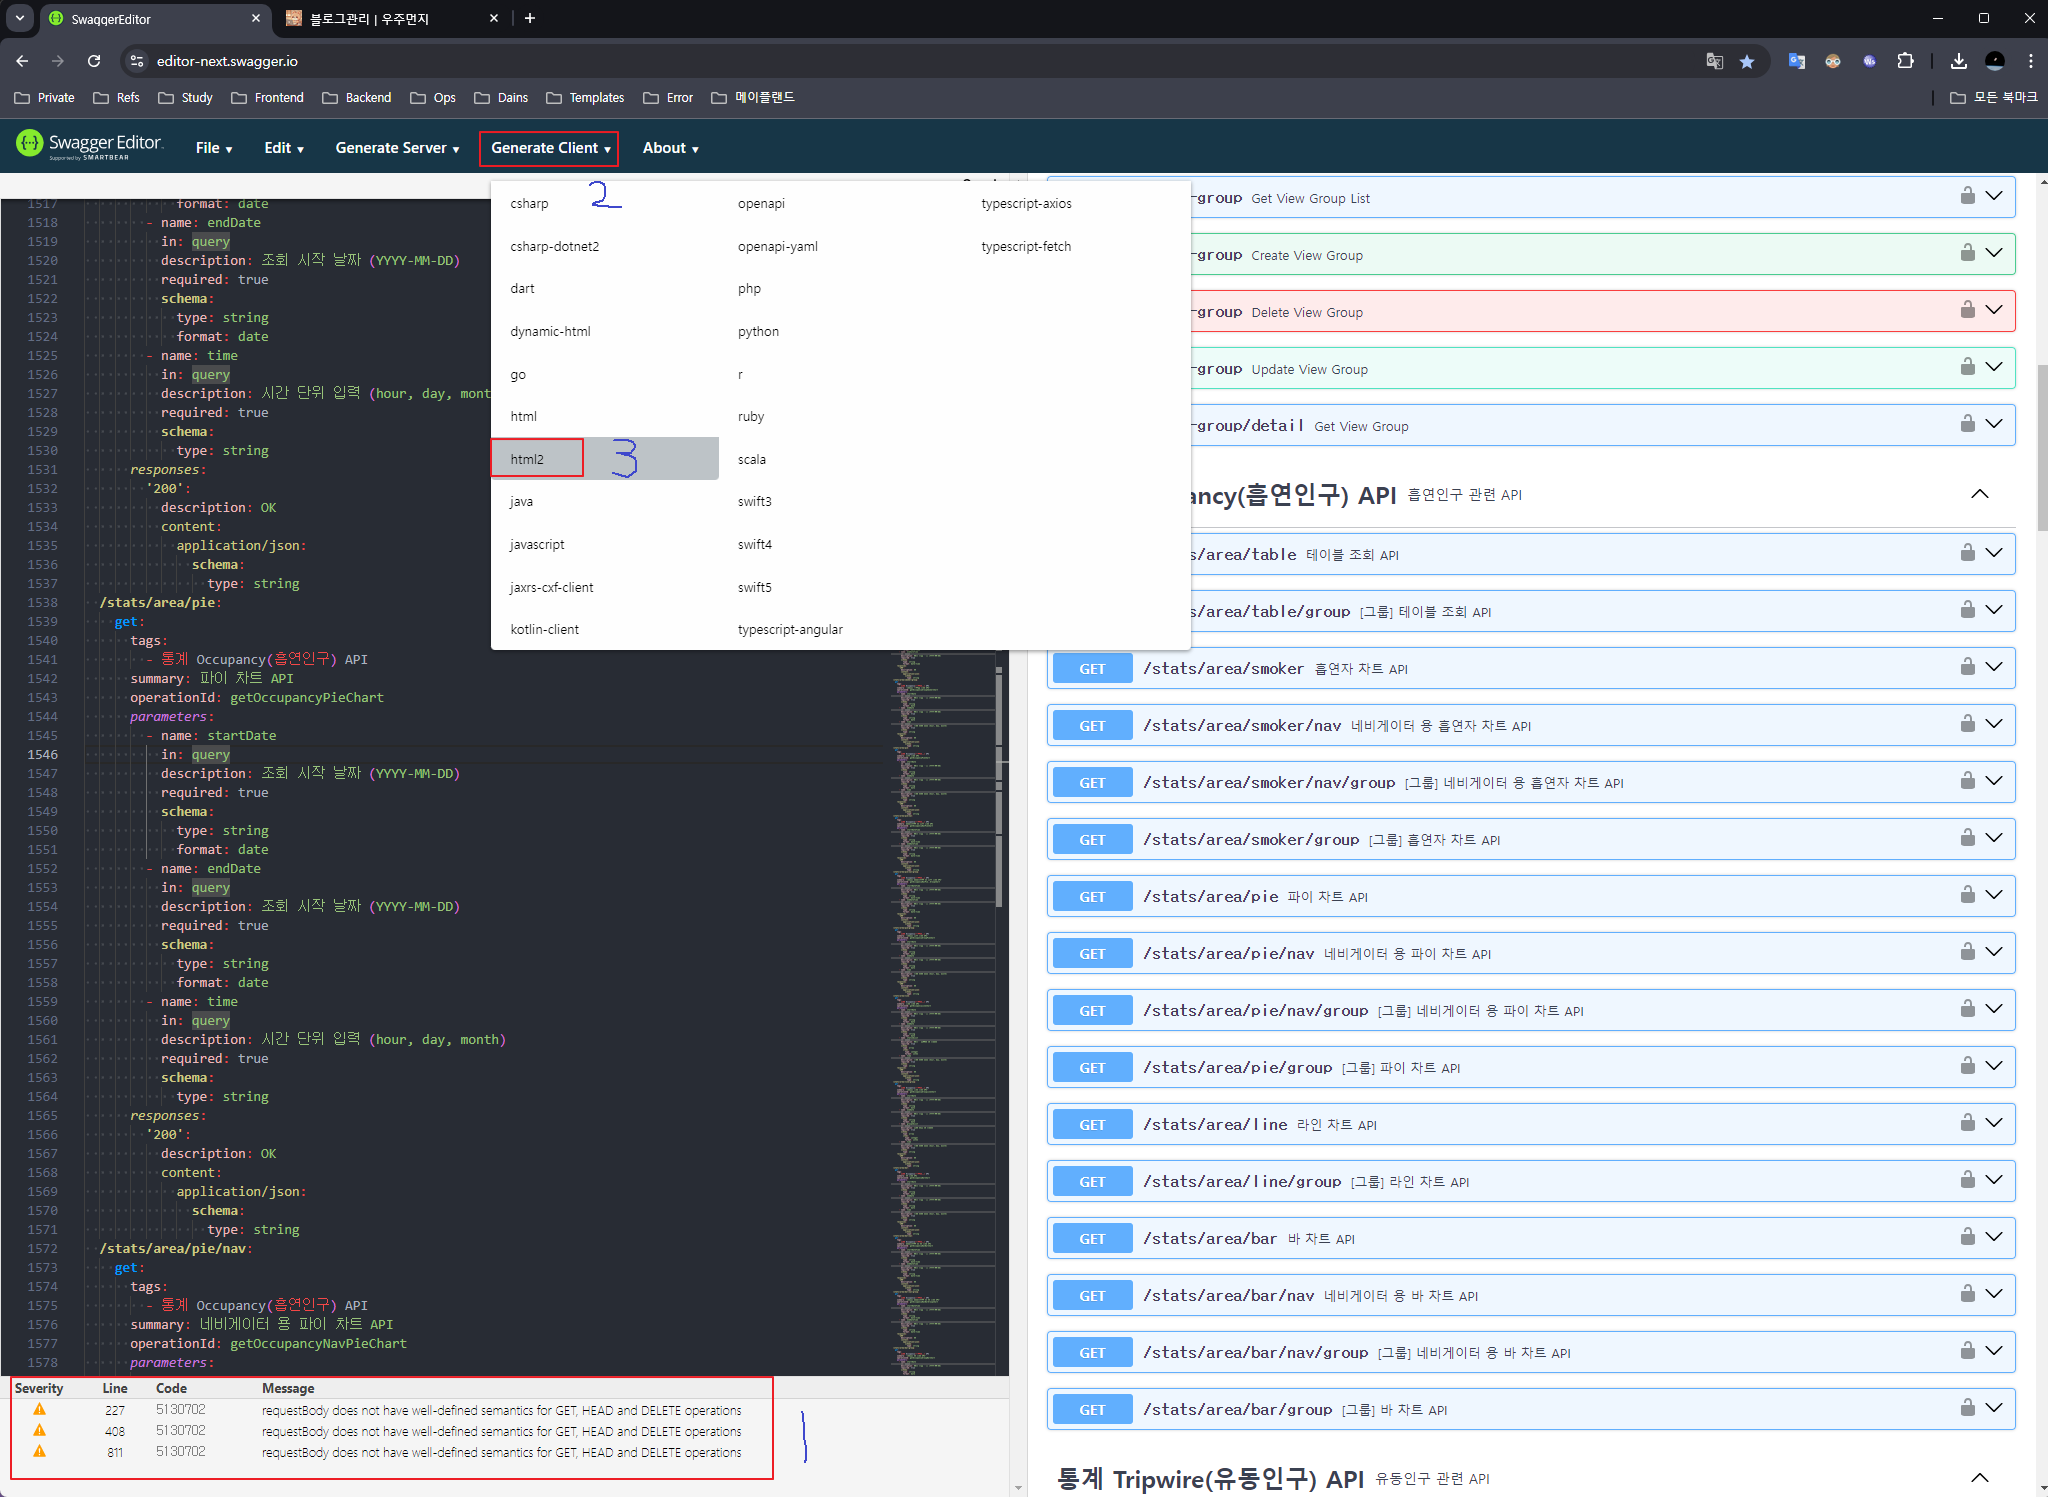 SwaggerEditor
블로그관리 | 우주먼지
editor-next.swagger.io
Private Refs Study Frontend Backend Ops Dains Templates Error 메이플랜드 모든 북마크
Swagger Editor.
Supported by SMARTBEAR
File Edit Generate Server Generate Client About
2
csharp openapi typescript-axios
csharp-dotnet2 openapi-yaml typescript-fetch
dart php
dynamic-html python
go r
html ruby
html2 3 scala
java swift3
javascript swift4
jaxrs-cxf-client swift5
kotlin-client typescript-angular
1517 format: date
1518 - name: endDate
1519 in: query
1520 description: 조회 시작 날짜 (YYYY-MM-DD)
1521 required: true
1522 schema:
1523 type: string
1524 format: date
1525 - name: time
1526 in: query
1527 description: 시간 단위 입력 (hour, day, mont
1528 required: true
1529 schema:
1530 type: string
1531 responses:
1532 '200':
1533 description: OK
1534 content:
1535 application/json:
1536 schema:
1537 type: string
1538 /stats/area/pie:
1539 get:
1540 tags:
1541 - 통계 Occupancy(흡연인구) API
1542 summary: 파이 차트 API
1543 operationId: getOccupancyPieChart
1544 parameters:
1545 - name: startDate
1546 in: query
1547 description: 조회 시작 날짜 (YYYY-MM-DD)
1548 required: true
1549 schema:
1550 type: string
1551 format: date
1552 - name: endDate
1553 in: query
1554 description: 조회 시작 날짜 (YYYY-MM-DD)
1555 required: true
1556 schema:
1557 type: string
1558 format: date
1559 - name: time
1560 in: query
1561 description: 시간 단위 입력 (hour, day, month)
1562 required: true
1563 schema:
1564 type: string
1565 responses:
1566 '200':
1567 description: OK
1568 content:
1569 application/json:
1570 schema:
1571 type: string
1572 /stats/area/pie/nav:
1573 get:
1574 tags:
1575 - 통계 Occupancy(흡연인구) API
1576 summary: 네비게이터 용 파이 차트 API
1577 operationId: getOccupancyNavPieChart
1578 parameters:
Severity Line Code Message
227 5130702 requestBody does not have well-defined semantics for GET, HEAD and DELETE operations
408 5130702 requestBody does not have well-defined semantics for GET, HEAD and DELETE operations
811 5130702 requestBody does not have well-defined semantics for GET, HEAD and DELETE operations
1
-group Get View Group List
-group Create View Group
-group Delete View Group
-group Update View Group
-group/detail Get View Group
ancy(흡연인구) API 흡연인구 관련 API
s/area/table 테이블 조회 API
s/area/table/group [그룹] 테이블 조회 API
GET /stats/area/smoker 흡연자 차트 API
GET /stats/area/smoker/nav 네비게이터 용 흡연자 차트 API
GET /stats/area/smoker/nav/group [그룹] 네비게이터 용 흡연자 차트 API
GET /stats/area/smoker/group [그룹] 흡연자 차트 API
GET /stats/area/pie 파이 차트 API
GET /stats/area/pie/nav 네비게이터 용 파이 차트 API
GET /stats/area/pie/nav/group [그룹] 네비게이터 용 파이 차트 API
GET /stats/area/pie/group [그룹] 파이 차트 API
GET /stats/area/line 라인 차트 API
GET /stats/area/line/group [그룹] 라인 차트 API
GET /stats/area/bar 바 차트 API
GET /stats/area/bar/nav 네비게이터 용 바 차트 API
GET /stats/area/bar/nav/group [그룹] 네비게이터 용 바 차트 API
GET /stats/area/bar/group [그룹] 바 차트 API
통계 Tripwire(유동인구) API 유동인구 관련 API